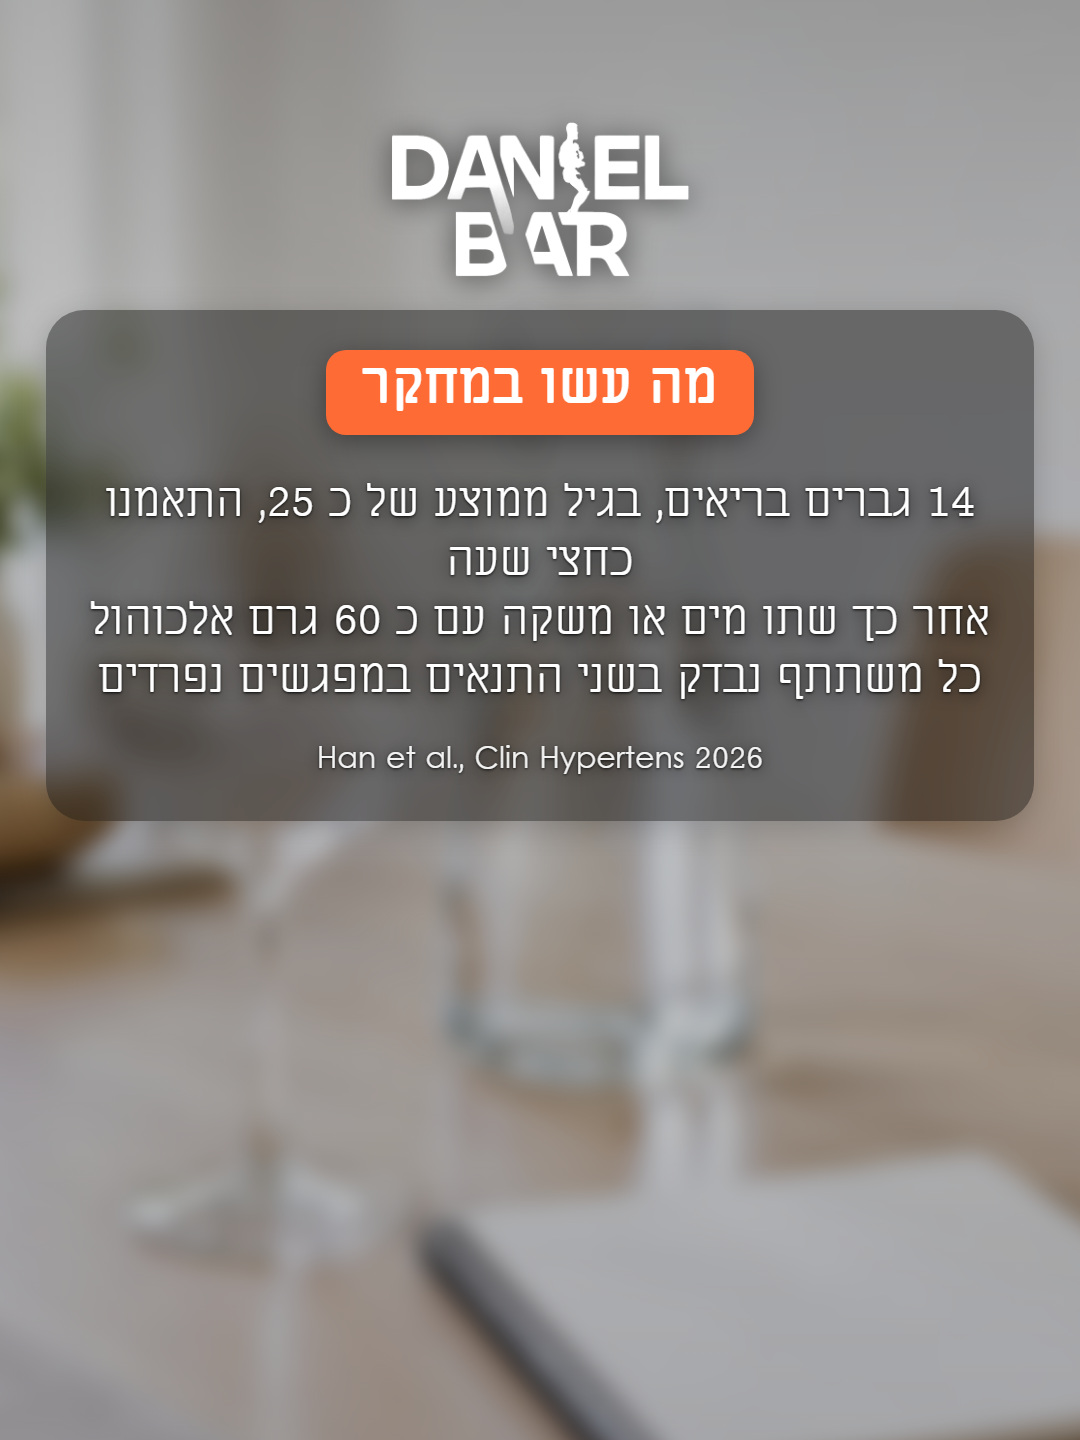 DANIEL
BAR
מה עשו במחקר
14 גברים בריאים, בגיל ממוצע של כ 25, התאמנו
כחצי שעה
אחר כך שתו מים או משקה עם כ 60 גרם אלכוהול
כל משתתף נבדק בשני התנאים במפגשים נפרדים
Han et al., Clin Hypertens 2026